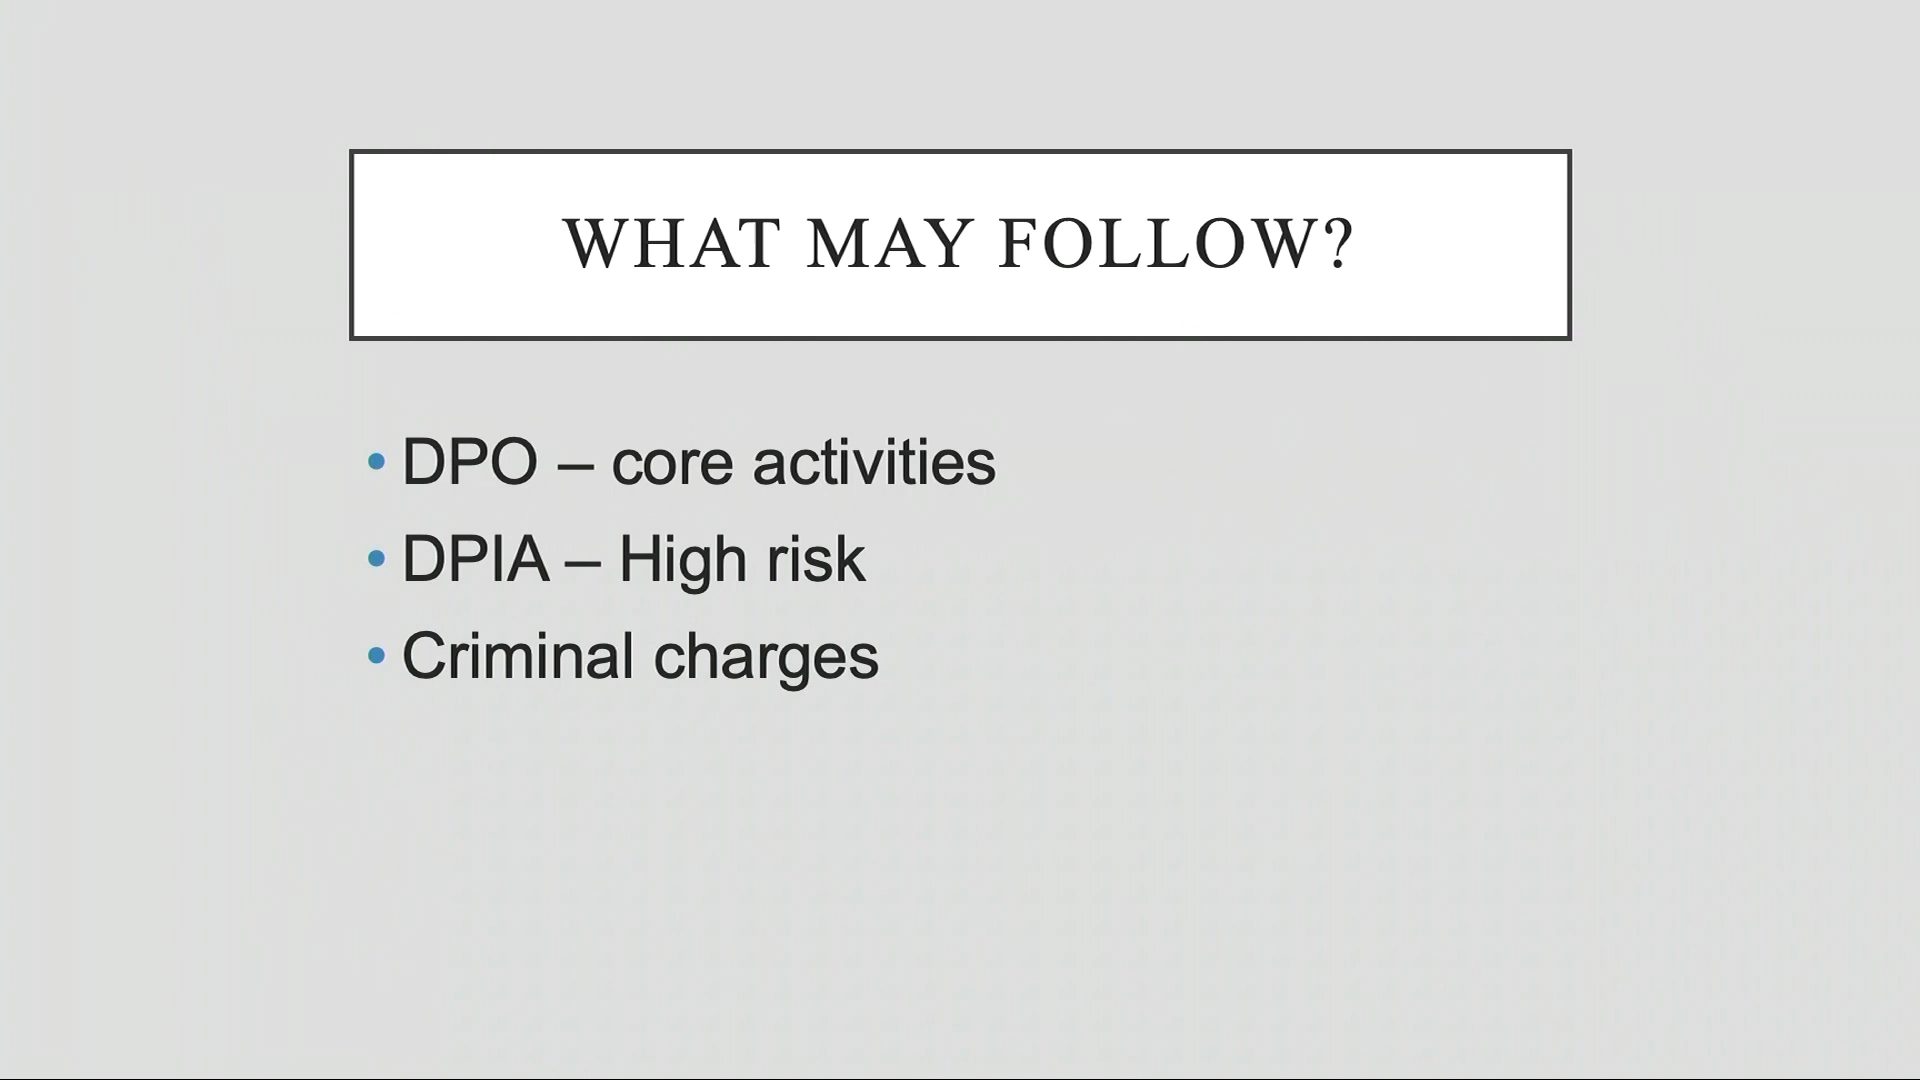 WHAT MAY FOLLOW?
• DPO – core activities
• DPIA – High risk
• Criminal charges